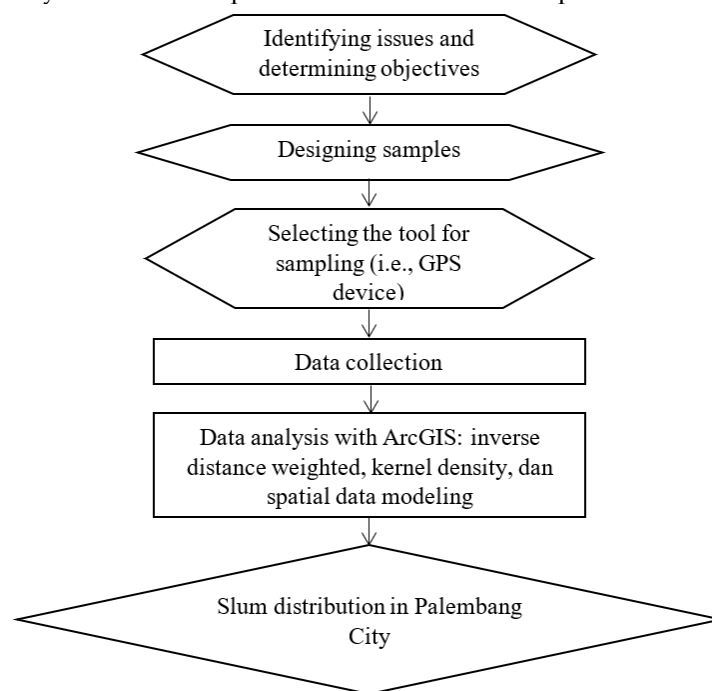 Identifying issues and
determining objectives
Designing samples
Selecting the tool for
sampling (i.e., GPS
device)
Data collection
Data analysis with ArcGIS: inverse
distance weighted, kernel density, dan
spatial data modeling
Slum distribution in Palembang
City